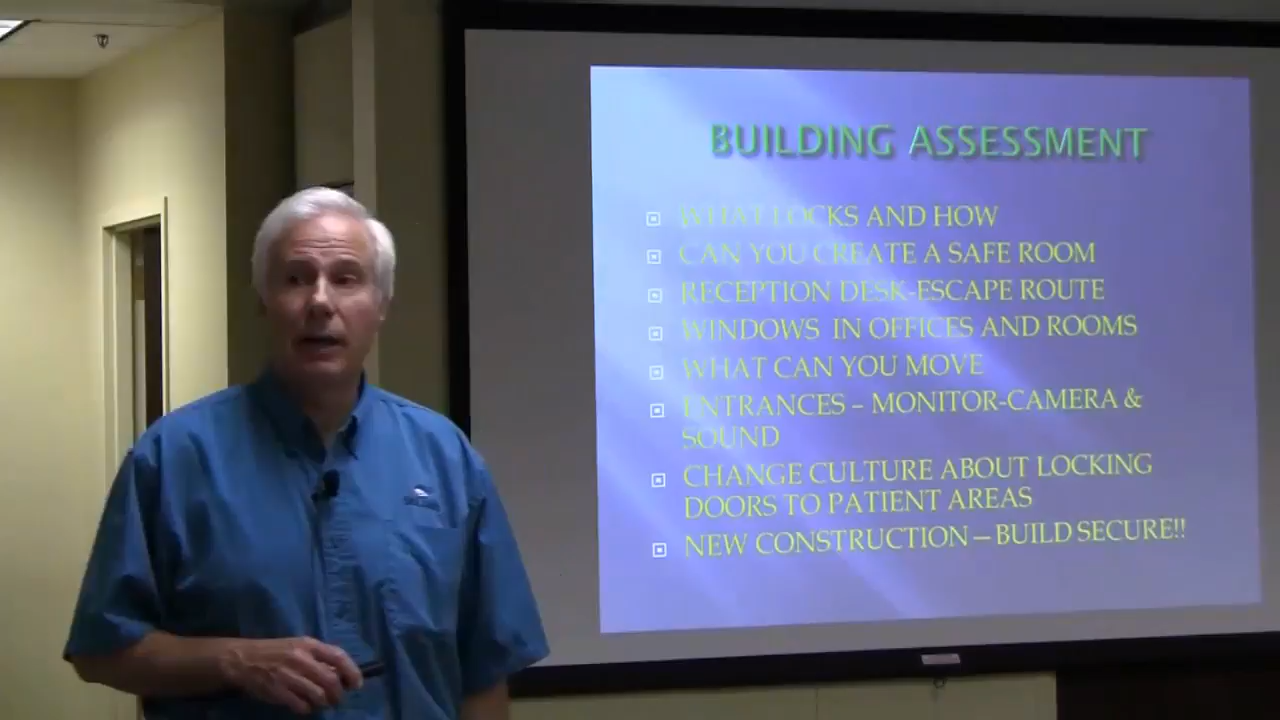 BUILDING ASSESSMENT
WHAT LOCKS AND HOW
CAN YOU CREATE A SAFE ROOM
RECEPTION DESK-ESCAPE ROUTE
WINDOWS IN OFFICES AND ROOMS
WHAT CAN YOU MOVE
ENTRANCES – MONITOR-CAMERA &
SOUND
CHANGE CULTURE ABOUT LOCKING
DOORS TO PATIENT AREAS
NEW CONSTRUCTION – BUILD SECURE!!